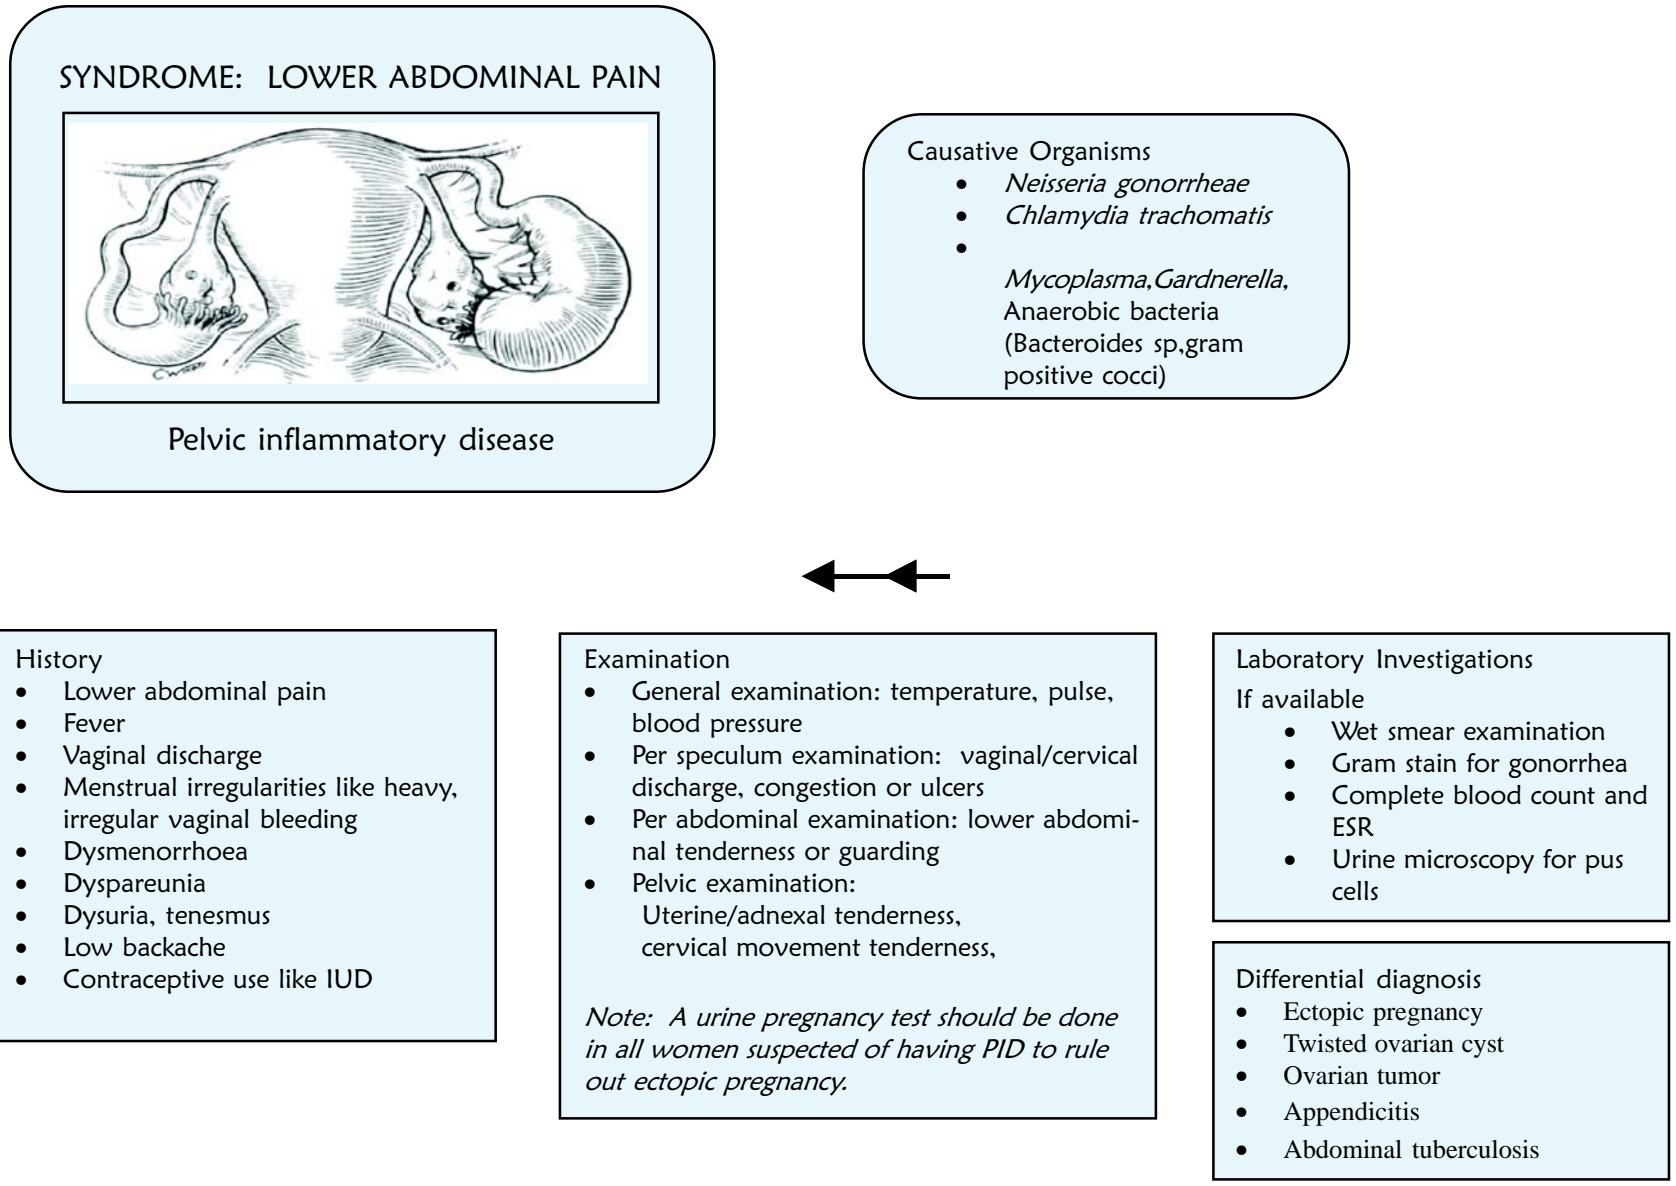 SYNDROME: LOWER ABDOMINAL PAIN
Pelvic inflammatory disease
Causative Organisms
• Neisseria gonorrheae
• Chlamydia trachomatis
•
Mycoplasma,Gardnerella,
Anaerobic bacteria
(Bacteroides sp,gram
positive cocci)
History
• Lower abdominal pain
• Fever
• Vaginal discharge
• Menstrual irregularities like heavy,
irregular vaginal bleeding
• Dysmenorrhoea
• Dyspareunia
• Dysuria, tenesmus
• Low backache
• Contraceptive use like IUD
Examination
• General examination: temperature, pulse,
blood pressure
• Per speculum examination: vaginal/cervical
discharge, congestion or ulcers
• Per abdominal examination: lower abdomi-
nal tenderness or guarding
• Pelvic examination:
Uterine/adnexal tenderness,
cervical movement tenderness,
Note: A urine pregnancy test should be done
in all women suspected of having PID to rule
out ectopic pregnancy.
Laboratory Investigations
If available
• Wet smear examination
• Gram stain for gonorrhea
• Complete blood count and
ESR
• Urine microscopy for pus
cells
Differential diagnosis
• Ectopic pregnancy
• Twisted ovarian cyst
• Ovarian tumor
• Appendicitis
• Abdominal tuberculosis